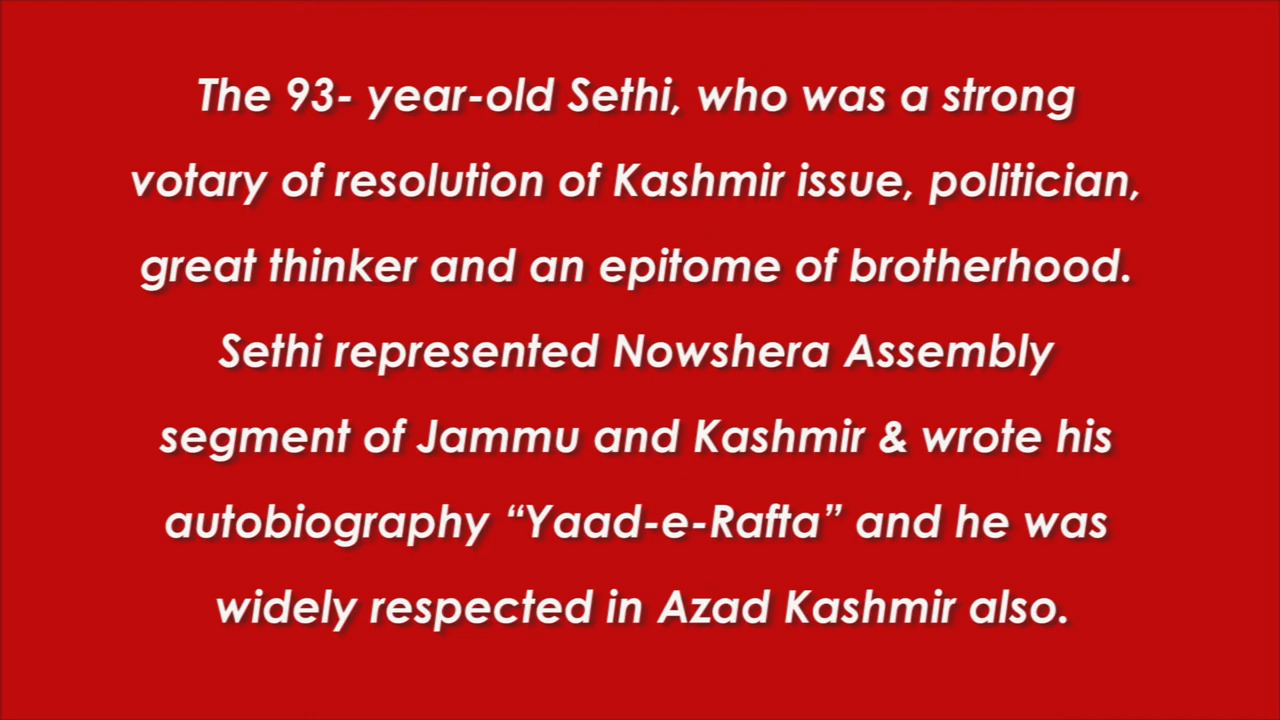 The 93- year-old Sethi, who was a strong
votary of resolution of Kashmir issue, politician,
great thinker and an epitome of brotherhood.
Sethi represented Nowshera Assembly
segment of Jammu and Kashmir & wrote his
autobiography “Yaad-e-Rafta” and he was
widely respected in Azad Kashmir also.